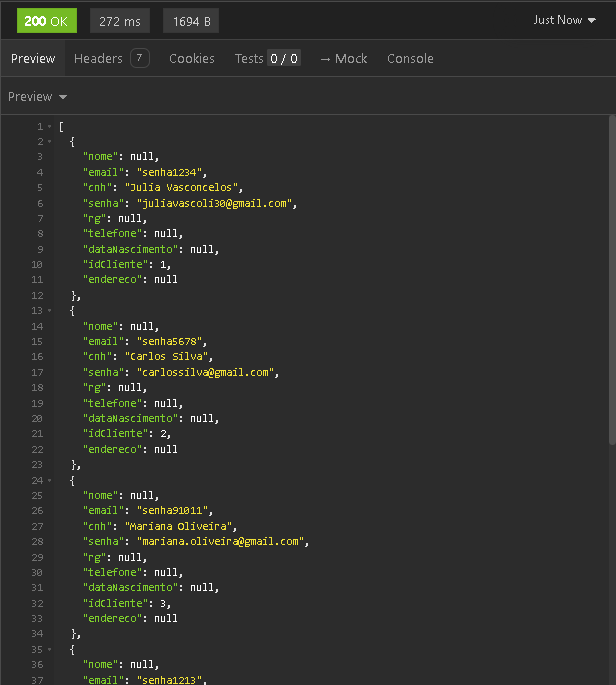 200 OK 272 ms 1694 B Just Now
Preview Headers 7 Cookies Tests 0 / 0 → Mock Console
Preview
1 [
2 {
3 "nome": null,
4 "email": "senha1234",
5 "cnh": "Julia Vasconcelos",
6 "senha": "juliavascoli30@gmail.com",
7 "rg": null,
8 "telefone": null,
9 "dataNascimento": null,
10 "idCliente": 1,
11 "endereco": null
12 },
13 {
14 "nome": null,
15 "email": "senha5678",
16 "cnh": "Carlos Silva",
17 "senha": "carlossilva@gmail.com",
18 "rg": null,
19 "telefone": null,
20 "dataNascimento": null,
21 "idCliente": 2,
22 "endereco": null
23 },
24 {
25 "nome": null,
26 "email": "senha91011",
27 "cnh": "Mariana Oliveira",
28 "senha": "mariana.oliveira@gmail.com",
29 "rg": null,
30 "telefone": null,
31 "dataNascimento": null,
32 "idCliente": 3,
33 "endereco": null
34 },
35 {
36 "nome": null,
37 "email": "senha1213",